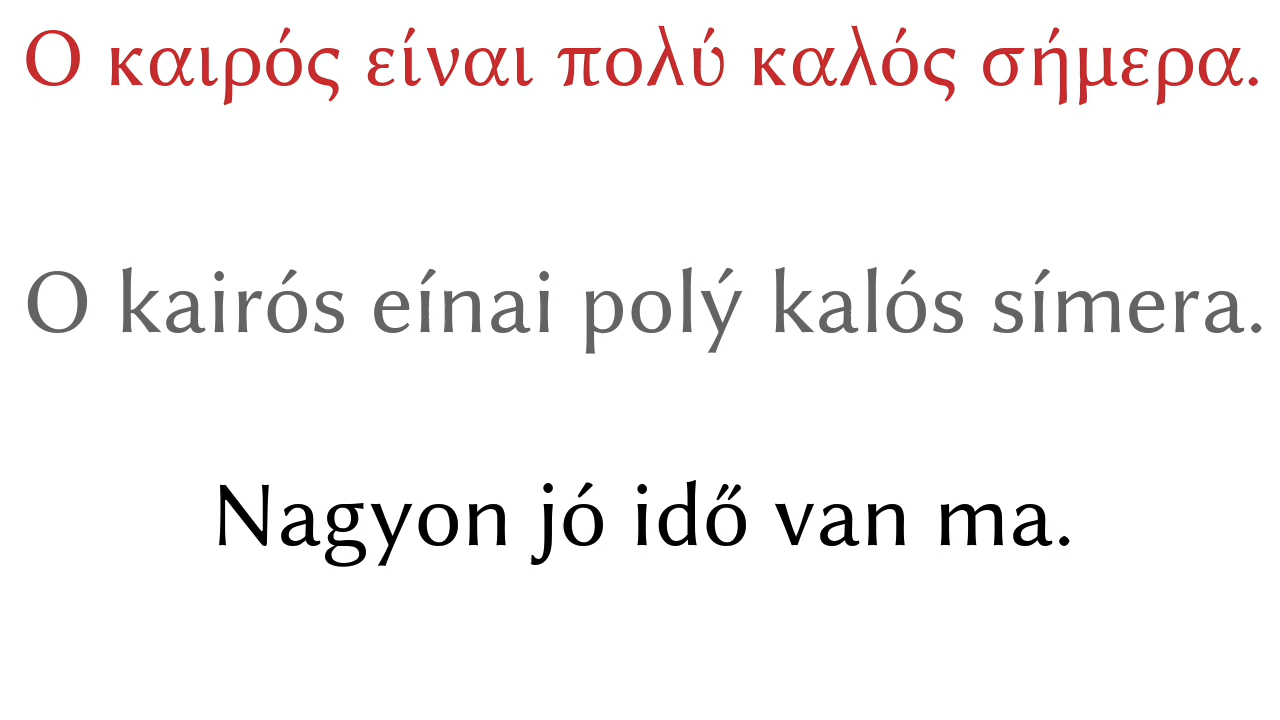 Ο καιρός είναι πολύ καλός σήμερα.
O kairós eínai polý kalós símera.
Nagyon jó idő van ma.